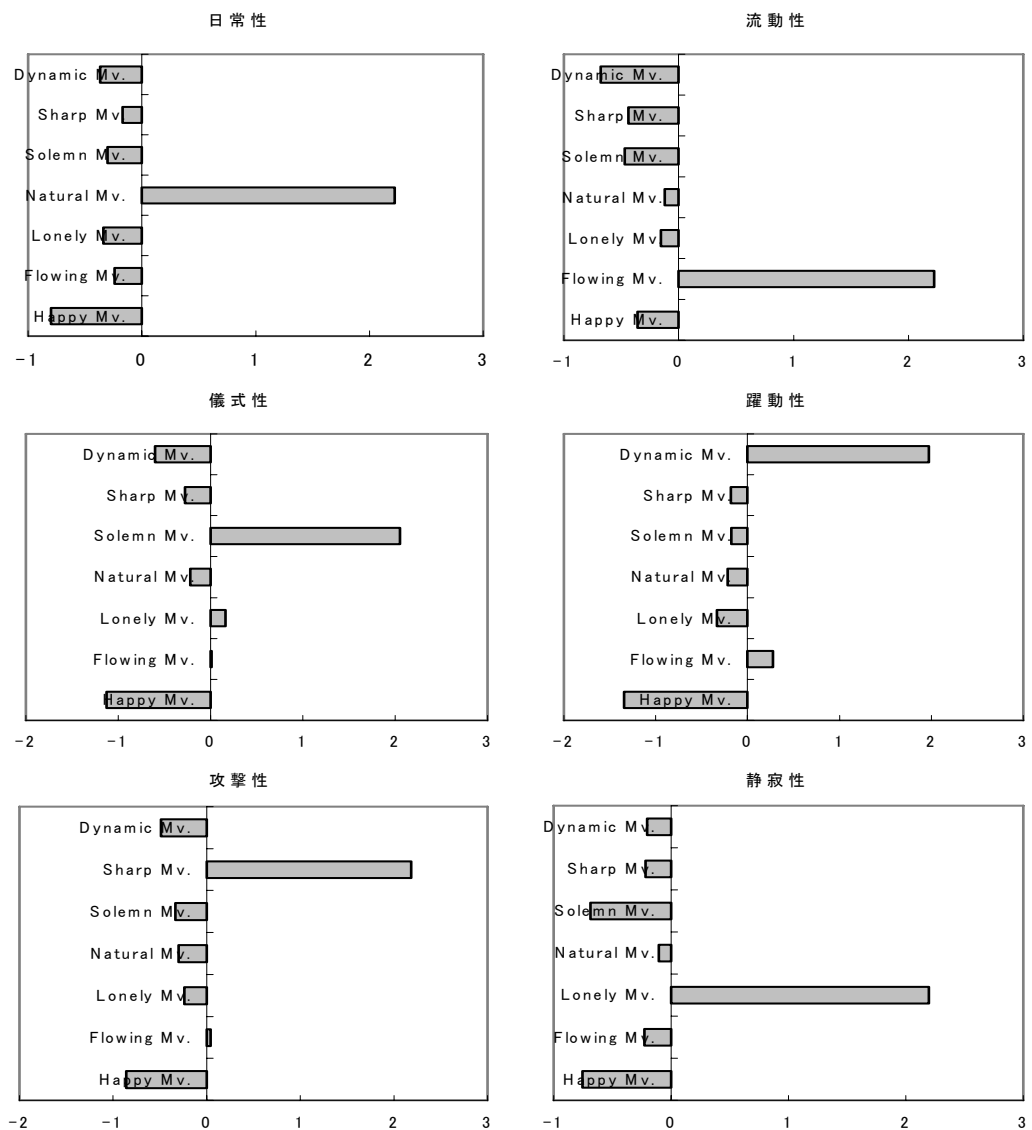 日常性
Dynamic Mv.
Sharp Mv
Solemn Mv.
Natural Mv.
Lonely Mv.
Flowing Mv.
Happy Mv.
-1 0 1 2 3
流動性
Dynamic Mv.
Sharp Mv.
Solemn Mv.
Natural Mv.
Lonely Mv
Flowing Mv.
Happy Mv.
-1 0 1 2 3
儀式性
Dynamic Mv.
Sharp Mv.
Solemn Mv.
Natural Mv.
Lonely Mv.
Flowing Mv.
Happy Mv.
-2 -1 0 1 2 3
躍動性
Dynamic Mv.
Sharp Mv.
Solemn Mv.
Natural Mv.
Lonely Mv.
Flowing Mv.
Happy Mv.
-2 -1 0 1 2 3
攻撃性
Dynamic Mv.
Sharp Mv.
Solemn Mv.
Natural Mv.
Lonely Mv.
Flowing Mv.
Happy Mv.
-2 -1 0 1 2 3
静寂性
Dynamic Mv.
Sharp Mv.
Solemn Mv.
Natural Mv.
Lonely Mv.
Flowing Mv.
Happy Mv.
-1 0 1 2 3